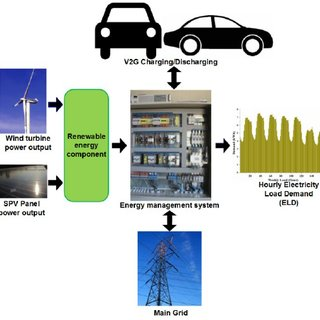 V2G Charging/Discharging
Wind turbine
power output
Renewable
energy
component
SPV Panel
power output
Energy management system
Hourly Electricity
Load Demand
(ELD)
Main Grid